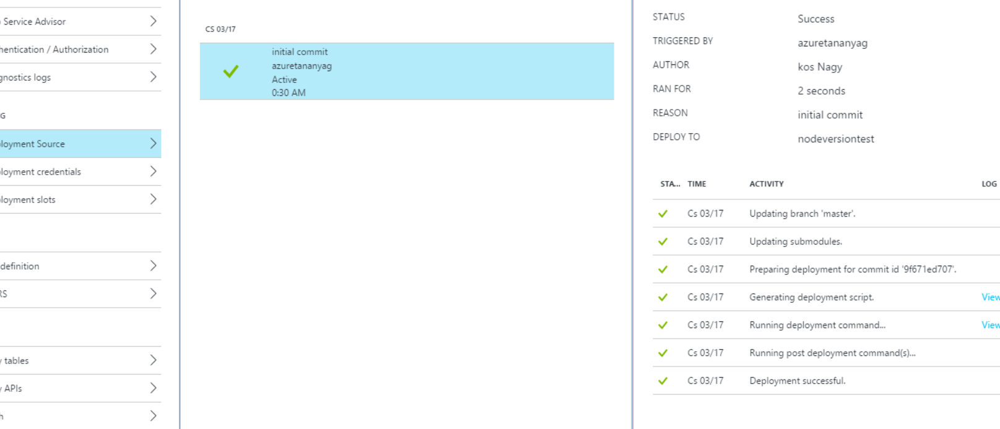 Service Advisor
hentication / Authorization
gnostics logs
G
loyment Source
loyment credentials
loyment slots
definition
RS
y tables
y APIs
h
CS 03/17
initial commit
azuretananyag
Active
0:30 AM
STATUS Success
TRIGGERED BY azuretananyag
AUTHOR kos Nagy
RAN FOR 2 seconds
REASON initial commit
DEPLOY TO nodeversiontest
STA... TIME ACTIVITY LOG
Cs 03/17 Updating branch 'master'.
Cs 03/17 Updating submodules.
Cs 03/17 Preparing deployment for commit id '9f671ed707'.
Cs 03/17 Generating deployment script. View
Cs 03/17 Running deployment command... View
Cs 03/17 Running post deployment command(s)...
Cs 03/17 Deployment successful.